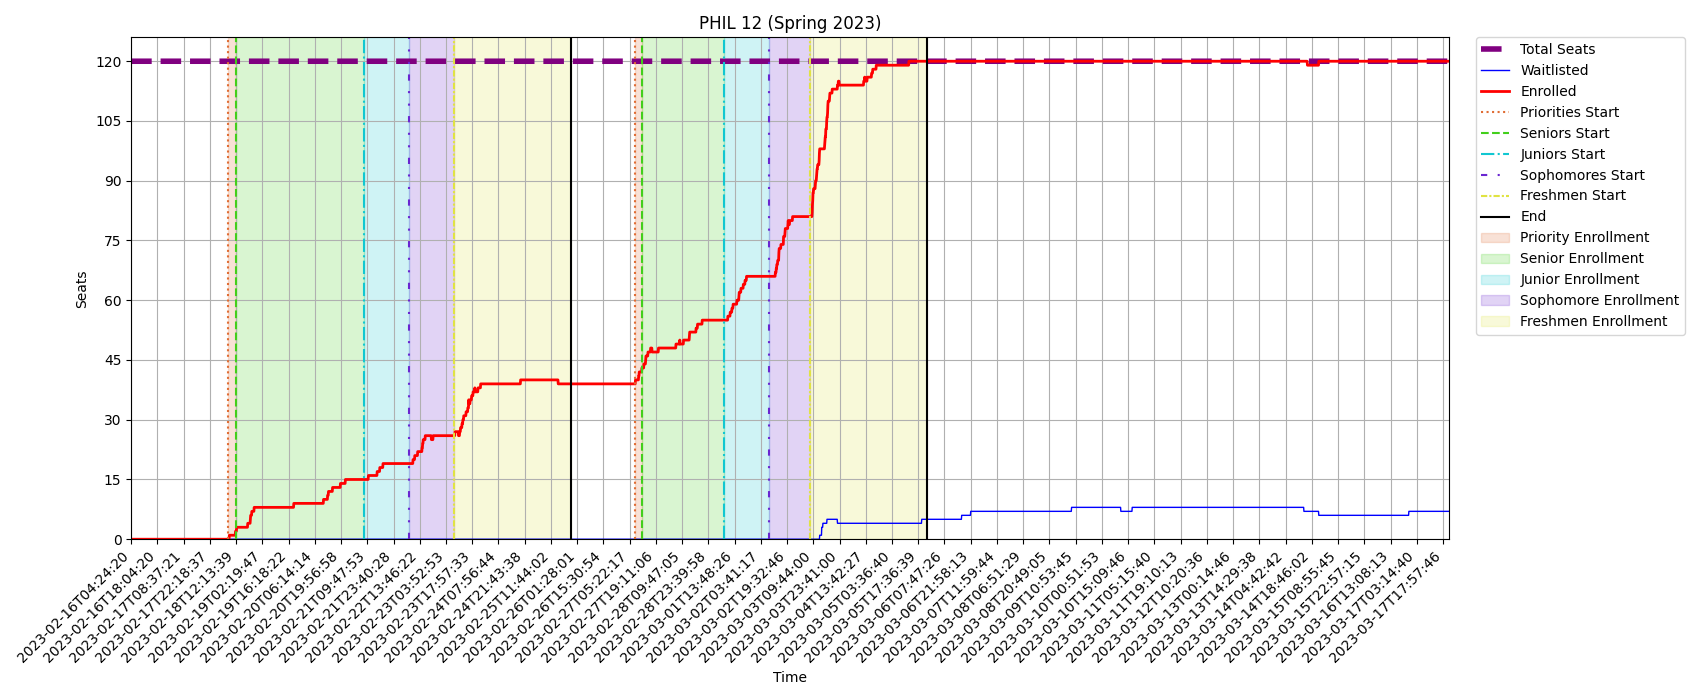 PHIL 12 (Spring 2023)
Seats
120
105
90
75
60
45
30
15
0
2023-02-16T04:24:20
2023-02-16T18:04:20
2023-02-17T08:37:21
2023-02-17T22:18:37
2023-02-18T12:13:39
2023-02-19T02:19:47
2023-02-19T16:18:22
2023-02-20T06:14:14
2023-02-20T19:56:58
2023-02-21T09:47:53
2023-02-21T23:40:28
2023-02-22T13:46:22
2023-02-23T03:52:53
2023-02-23T17:57:33
2023-02-24T07:56:44
2023-02-24T21:43:38
2023-02-25T11:44:02
2023-02-26T01:28:01
2023-02-26T15:30:54
2023-02-27T05:22:17
2023-02-27T19:11:06
2023-02-28T09:47:05
2023-02-28T23:39:58
2023-03-01T13:48:26
2023-03-02T03:41:17
2023-03-02T19:32:46
2023-03-03T09:44:00
2023-03-03T23:41:00
2023-03-04T13:42:27
2023-03-05T03:36:40
2023-03-05T17:36:39
2023-03-06T07:47:26
2023-03-06T21:58:13
2023-03-07T11:59:44
2023-03-08T06:51:29
2023-03-08T20:49:05
2023-03-09T10:53:45
2023-03-10T00:51:53
2023-03-10T15:09:46
2023-03-11T05:15:40
2023-03-11T19:10:13
2023-03-12T10:20:36
2023-03-13T00:14:46
2023-03-13T14:29:38
2023-03-14T04:42:42
2023-03-14T18:46:02
2023-03-15T08:55:45
2023-03-15T22:57:15
2023-03-16T13:08:13
2023-03-17T03:14:40
2023-03-17T17:57:46
Time
Total Seats
Waitlisted
Enrolled
Priorities Start
Seniors Start
Juniors Start
Sophomores Start
Freshmen Start
End
Priority Enrollment
Senior Enrollment
Junior Enrollment
Sophomore Enrollment
Freshmen Enrollment